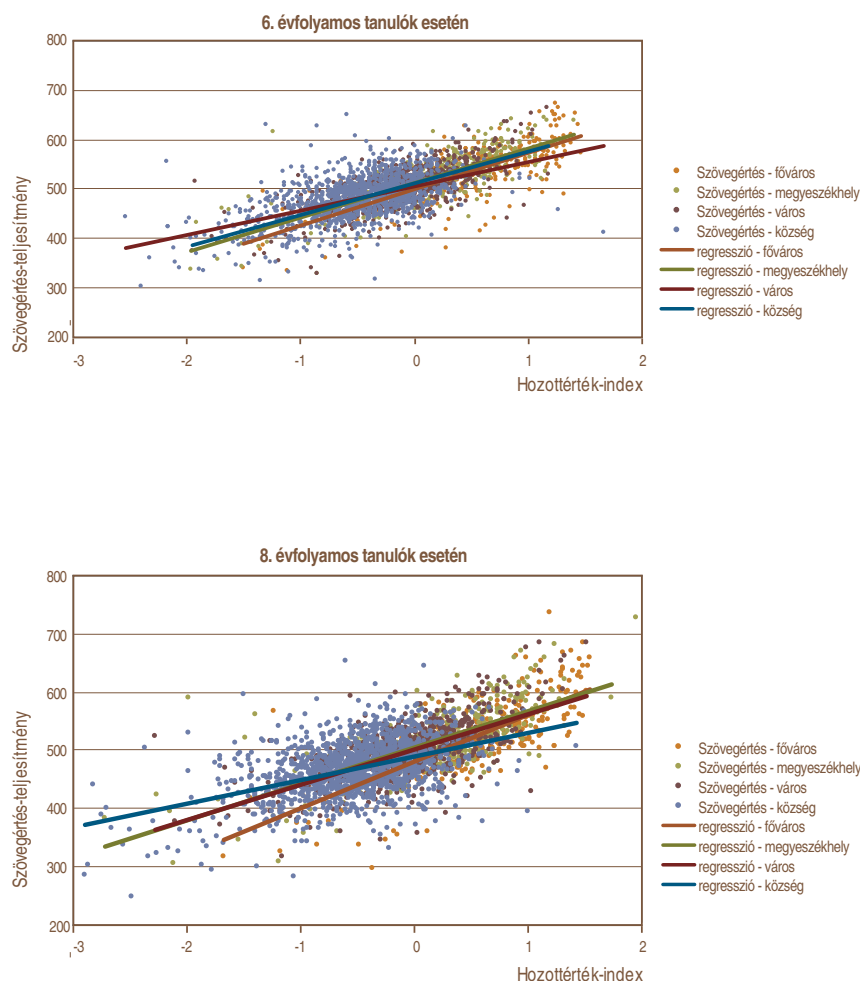 6. évfolyamos tanulók esetén
Szövegértés-teljesítmény
800
700
600
500
400
300
200
-3
-2
-1
0
1
2
Hozottérték-index
Szövegértés - főváros
Szövegértés - megyeszékhely
Szövegértés - város
Szövegértés - község
regresszió - főváros
regresszió - megyeszékhely
regresszió - város
regresszió - község
8. évfolyamos tanulók esetén
Szövegértés-teljesítmény
800
700
600
500
400
300
200
-3
-2
-1
0
1
2
Hozottérték-index
Szövegértés - főváros
Szövegértés - megyeszékhely
Szövegértés - város
Szövegértés - község
regresszió - főváros
regresszió - megyeszékhely
regresszió - város
regresszió - község